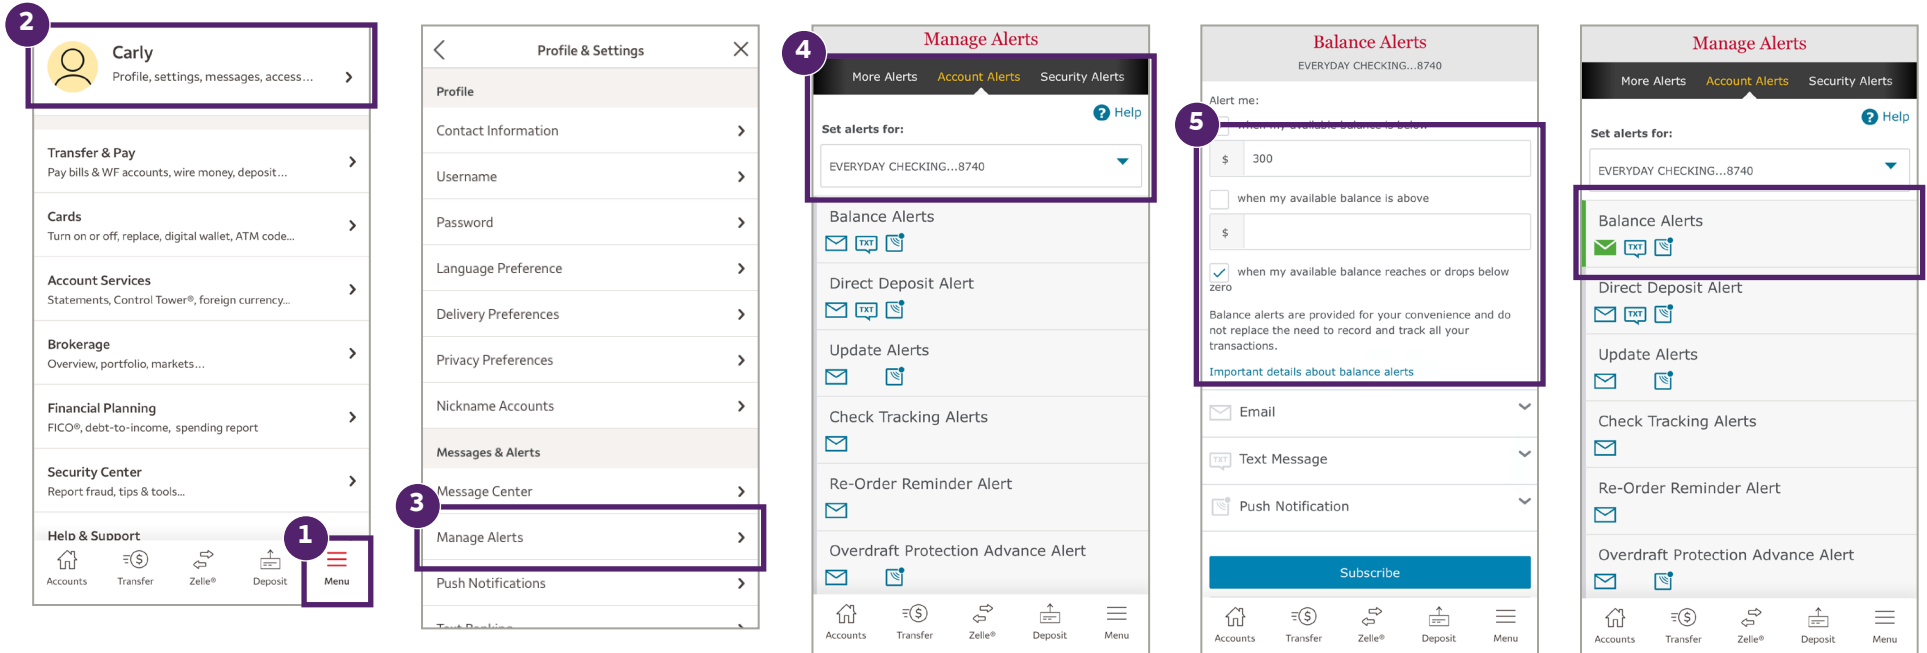 2
Carly
Profile, settings, messages, access...
Transfer & Pay
Pay bills & WF accounts, wire money, deposit...
Cards
Turn on or off, replace, digital wallet, ATM code...
Account Services
Statements, Control Tower®, foreign currency...
Brokerage
Overview, portfolio, markets...
Financial Planning
FICO®, debt-to-income, spending report
Security Center
Report fraud, tips & tools...
Help & Support
1
Accounts Transfer Zelle® Deposit Menu
Profile & Settings
Profile
Contact Information
Username
Password
Language Preference
Delivery Preferences
Privacy Preferences
Nickname Accounts
Messages & Alerts
Message Center
3
Manage Alerts
Push Notifications
Text Banking
Manage Alerts
4
More Alerts Account Alerts Security Alerts
? Help
Set alerts for:
EVERYDAY CHECKING...8740
Balance Alerts
TXT
Direct Deposit Alert
TXT
Update Alerts
Check Tracking Alerts
Re-Order Reminder Alert
Overdraft Protection Advance Alert
Accounts Transfer Zelle® Deposit Menu
Balance Alerts
EVERYDAY CHECKING...8740
Alert me:
5
when my available balance is below
$ 300
when my available balance is above
$
when my available balance reaches or drops below
zero
Balance alerts are provided for your convenience and do
not replace the need to record and track all your
transactions.
Important details about balance alerts
Email
TXT Text Message
Push Notification
Subscribe
Accounts Transfer Zelle® Deposit Menu
Manage Alerts
More Alerts Account Alerts Security Alerts
? Help
Set alerts for:
EVERYDAY CHECKING...8740
Balance Alerts
TXT
Direct Deposit Alert
TXT
Update Alerts
Check Tracking Alerts
Re-Order Reminder Alert
Overdraft Protection Advance Alert
Accounts Transfer Zelle® Deposit Menu